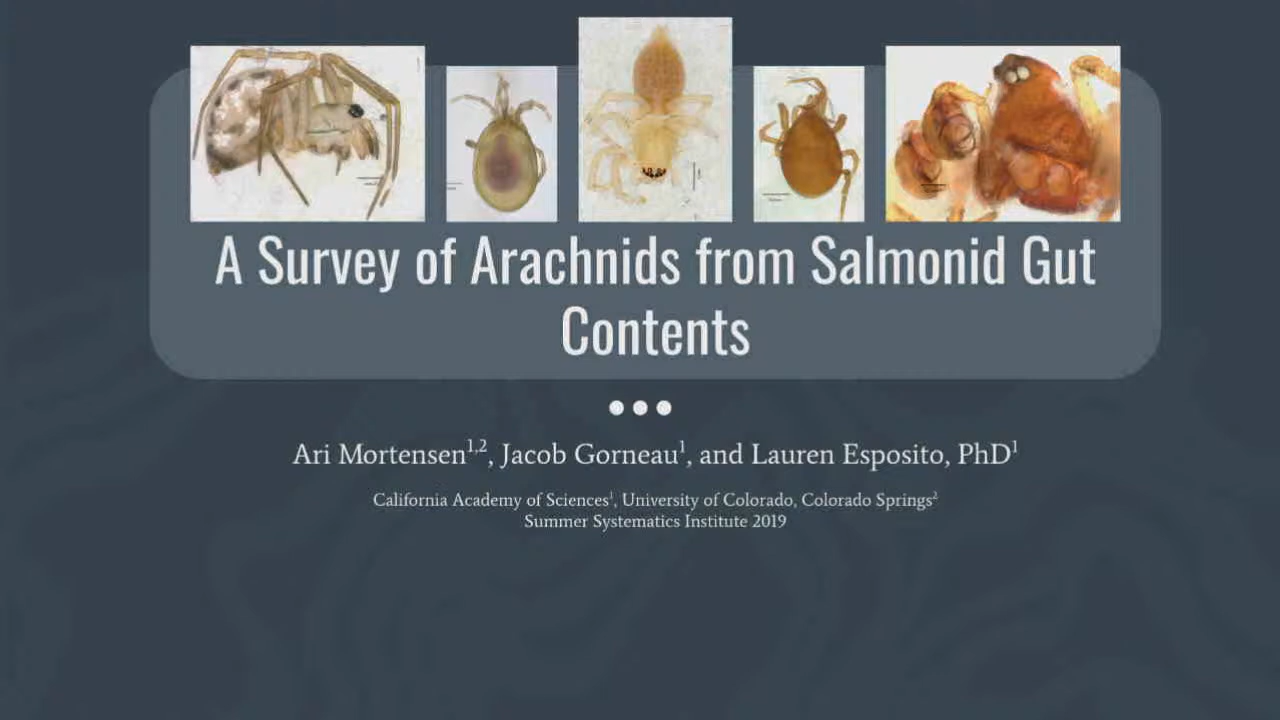 A Survey of Arachnids from Salmonid Gut
Contents
Ari Mortensen¹,², Jacob Gorneau¹, and Lauren Esposito, PhD¹
California Academy of Sciences¹, University of Colorado, Colorado Springs²
Summer Systematics Institute 2019